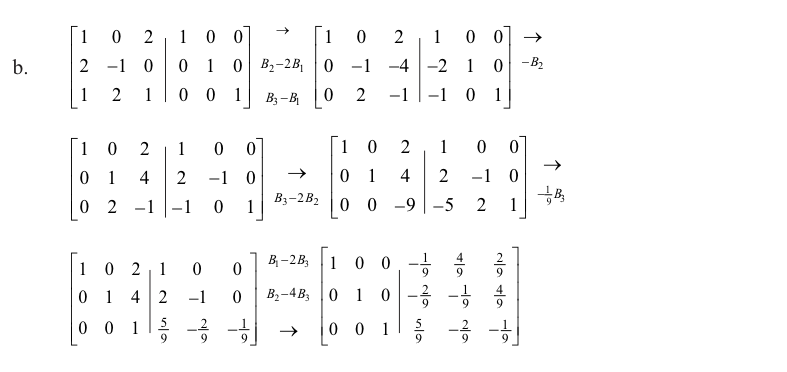 [1 0 2 | 1 0 0] → [1 0 2 | 1 0 0] →
b. [2 −1 0 | 0 1 0] B₂−2B₁ [0 −1 −4 | −2 1 0] −B₂
[1 2 1 | 0 0 1] B₃−B₁ [0 2 −1 | −1 0 1]
[1 0 2 | 1 0 0] [1 0 2 | 1 0 0] →
[0 1 4 | 2 −1 0] → [0 1 4 | 2 −1 0] −1/9 B₃
[0 2 −1 | −1 0 1] B₃−2B₂ [0 0 −9 | −5 2 1]
[1 0 2 | 1 0 0] B₁−2B₃ [1 0 0 | −1/9 4/9 2/9]
[0 1 4 | 2 −1 0] B₂−4B₃ [0 1 0 | −2/9 −1/9 4/9]
[0 0 1 | 5/9 −2/9 −1/9] → [0 0 1 | 5/9 −2/9 −1/9]